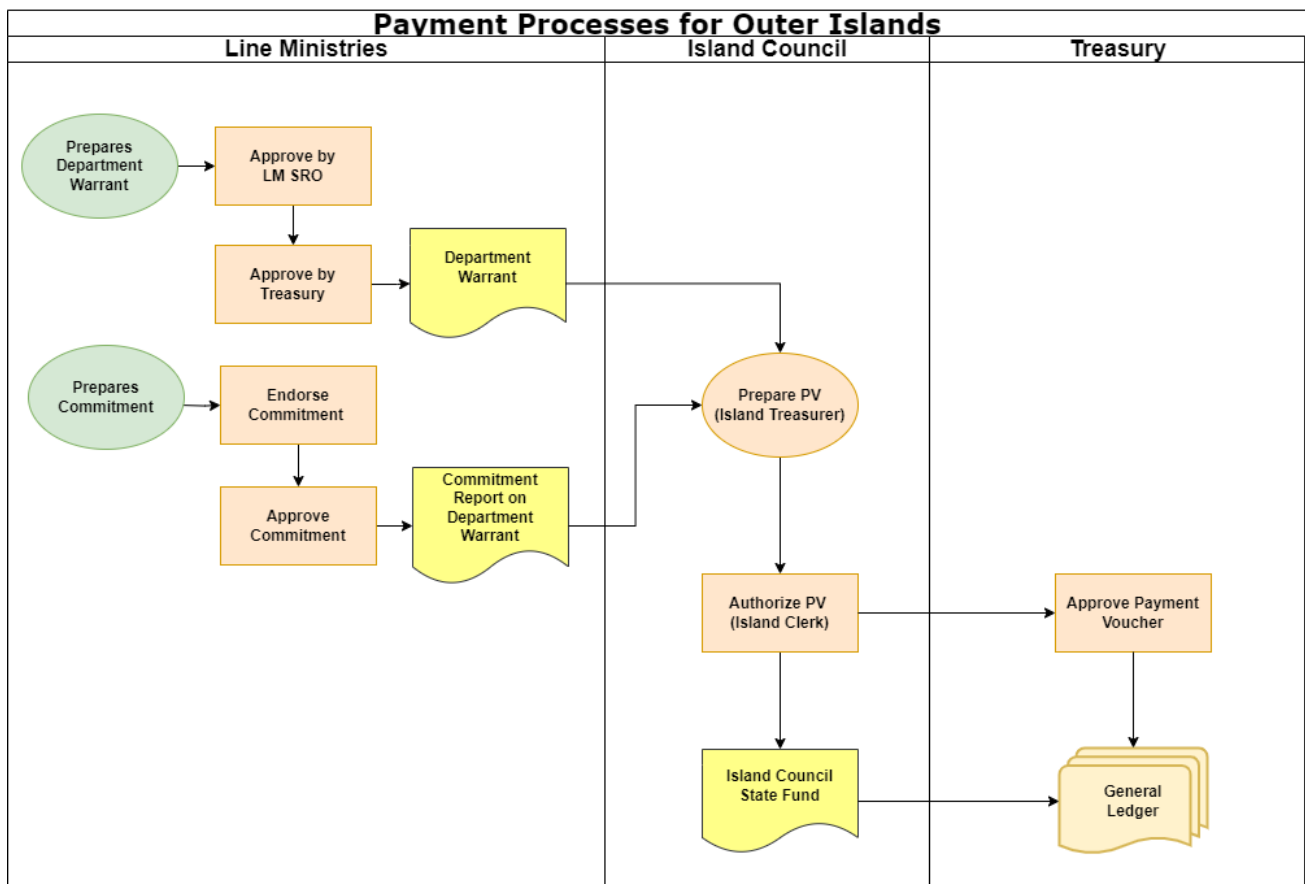 Payment Processes for Outer Islands
Line Ministries
Island Council
Treasury
Prepares
Department
Warrant
Approve by
LM SRO
Approve by
Treasury
Department
Warrant
Prepares
Commitment
Endorse
Commitment
Approve
Commitment
Commitment
Report on
Department
Warrant
Prepare PV
(Island Treasurer)
Authorize PV
(Island Clerk)
Approve Payment
Voucher
Island Council
State Fund
General
Ledger